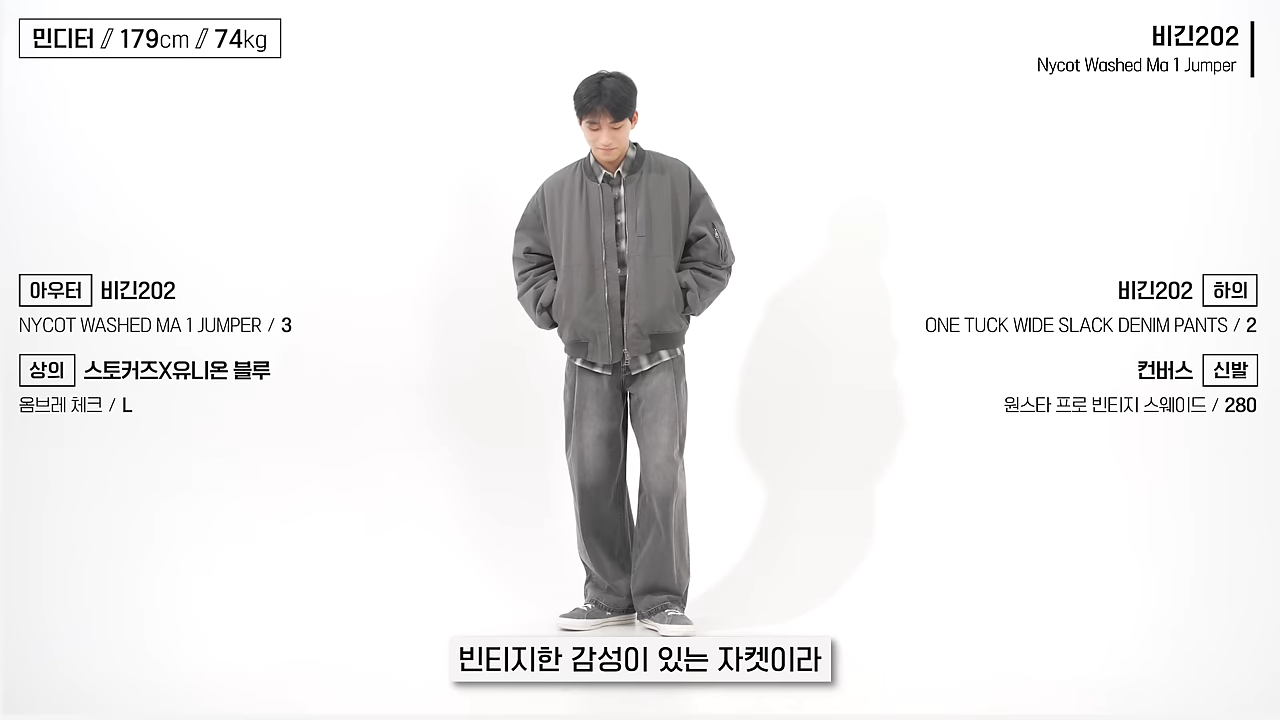 민디터 // 179cm // 74kg
비긴202
Nycot Washed Ma 1 Jumper
아우터 비긴202
NYCOT WASHED MA 1 JUMPER / 3
상의 스토커즈X유니온 블루
옴브레 체크 / L
비긴202 하의
ONE TUCK WIDE SLACK DENIM PANTS / 2
컨버스 신발
원스타 프로 빈티지 스웨이드 / 280
빈티지한 감성이 있는 자켓이라